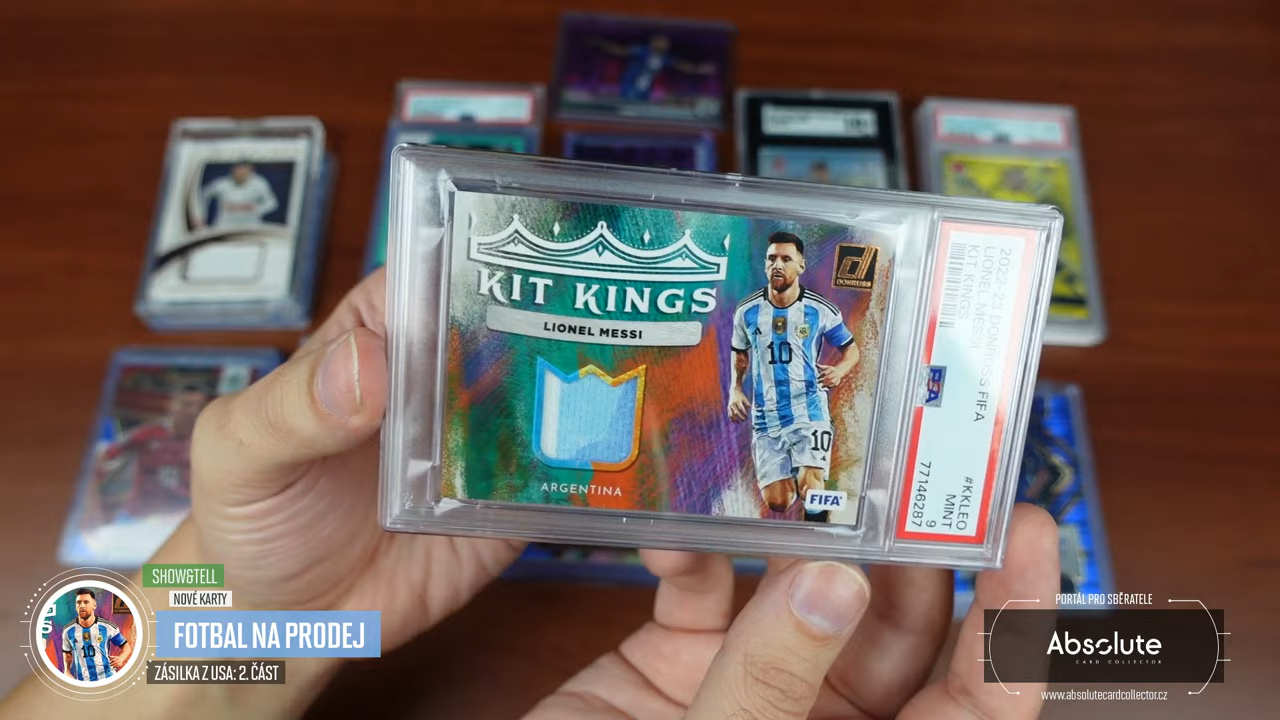 KIT KINGS
LIONEL MESSI
ARGENTINA
DONRUSS
10
10
FIFA
2022-23 DONRUSS FIFA
LIONEL MESSI
KIT KINGS
#KKLEO
MINT
9
77146287
PSA
SHOW&TELL
NOVÉ KARTY
FOTBAL NA PRODEJ
ZÁSILKA Z USA: 2. ČÁST
PORTÁL PRO SBĚRATELE
Absolute
CARD COLLECTOR
www.absolutecardcollector.cz